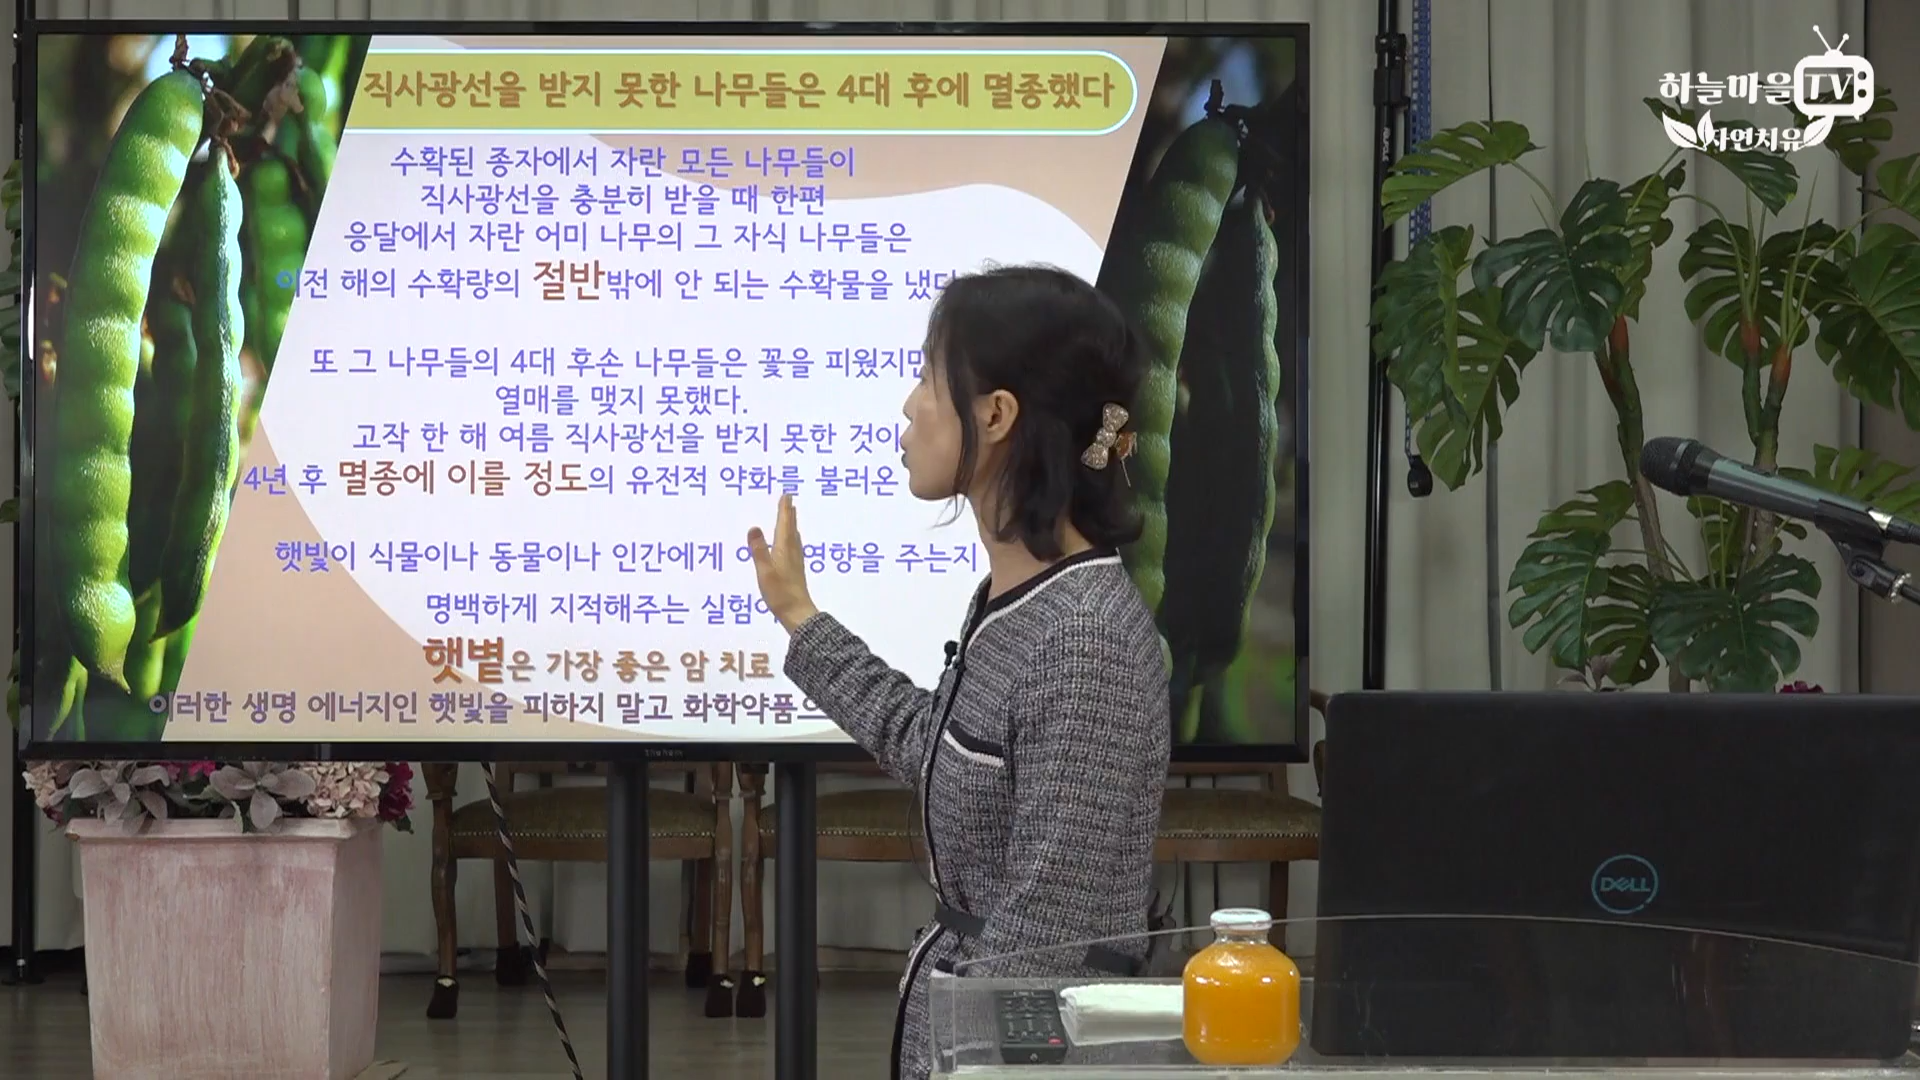 직사광선을 받지 못한 나무들은 4대 후에 멸종했다
수확된 종자에서 자란 모든 나무들이
직사광선을 충분히 받을 때 한편
응달에서 자란 어미 나무의 그 자식 나무들은
이전 해의 수확량의 절반밖에 안 되는 수확물을 냈다
또 그 나무들의 4대 후손 나무들은 꽃을 피웠지만
열매를 맺지 못했다.
고작 한 해 여름 직사광선을 받지 못한 것이
4년 후 멸종에 이를 정도의 유전적 약화를 불러온
햇빛이 식물이나 동물이나 인간에게 영향을 주는지
명백하게 지적해주는 실험이
햇볕은 가장 좋은 암 치료
이러한 생명 에너지인 햇빛을 피하지 말고 화학약품으
하늘마을 TV
자연치유
DELL